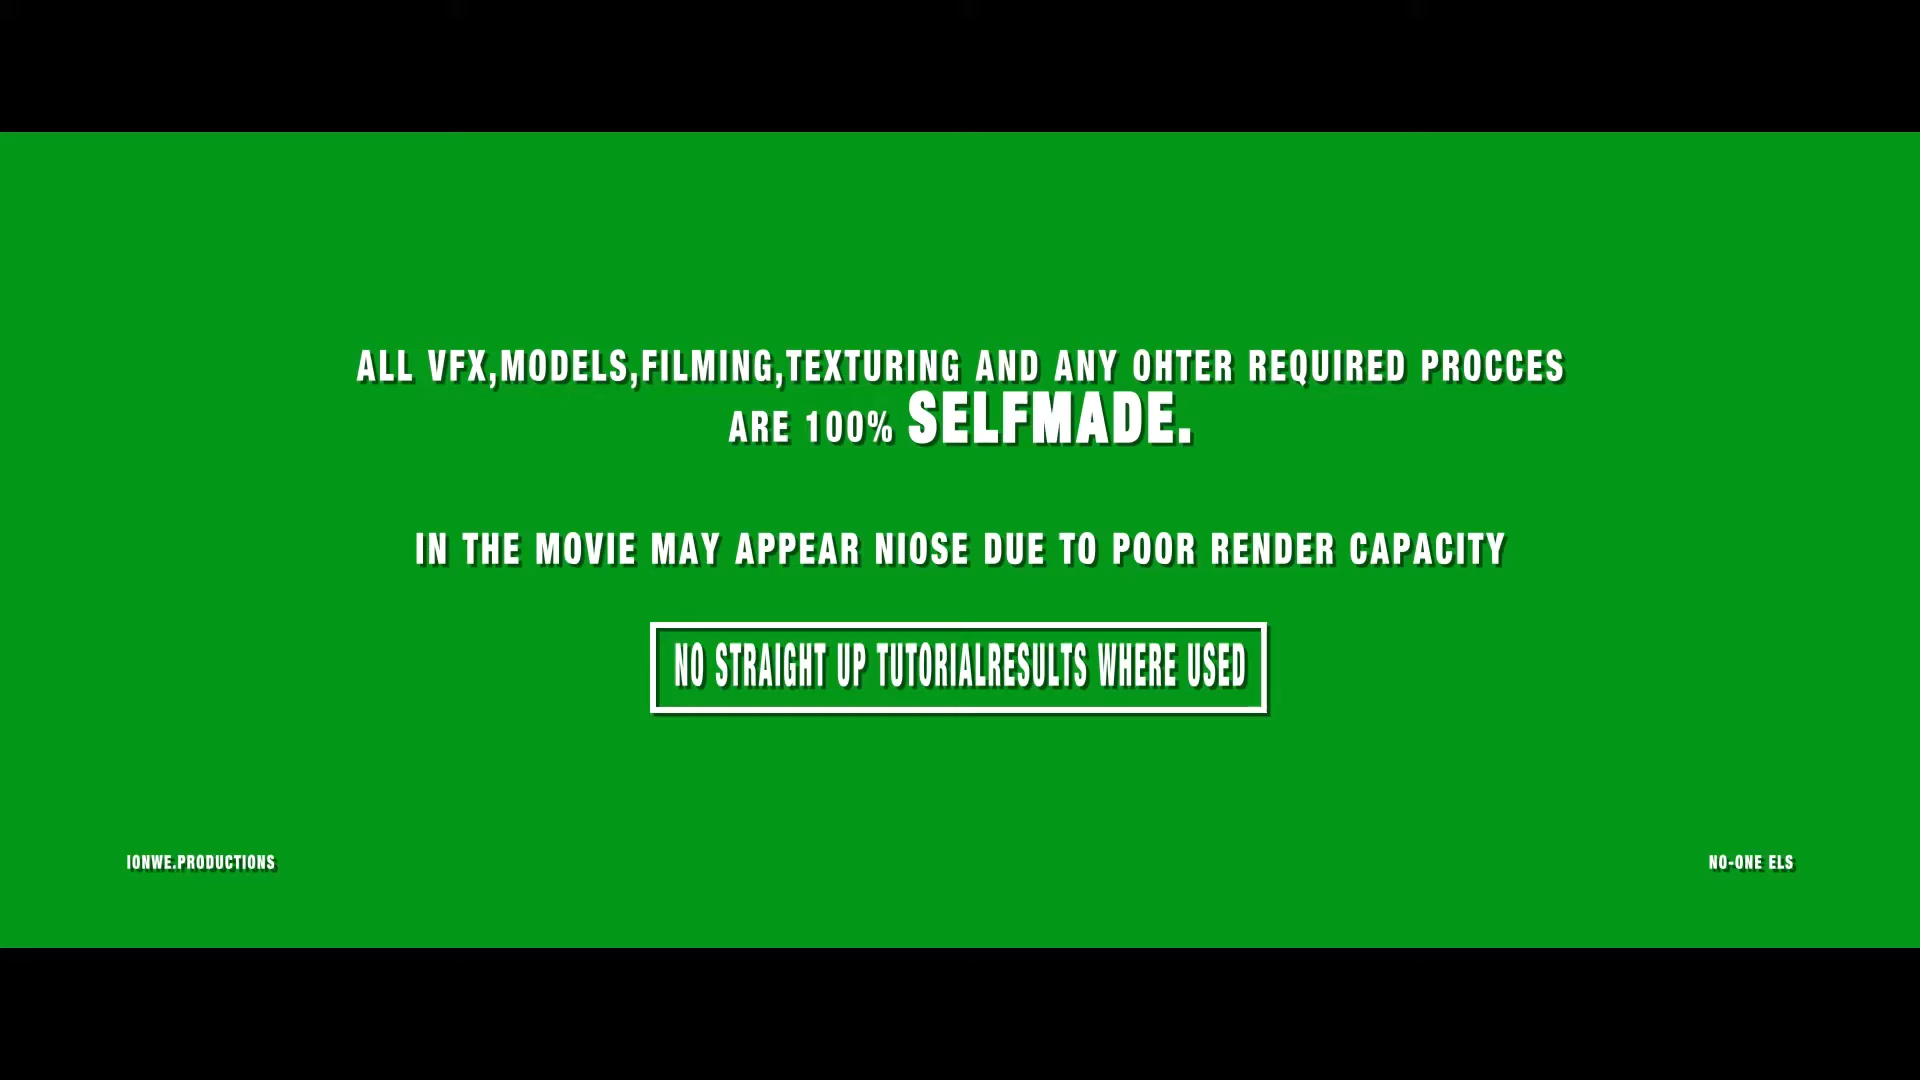 ALL VFX,MODELS,FILMING,TEXTURING AND ANY OHTER REQUIRED PROCCES
ARE 100% SELFMADE.
IN THE MOVIE MAY APPEAR NIOSE DUE TO POOR RENDER CAPACITY
NO STRAIGHT UP TUTORIALRESULTS WHERE USED
IONWE.PRODUCTIONS
NO-ONE ELS